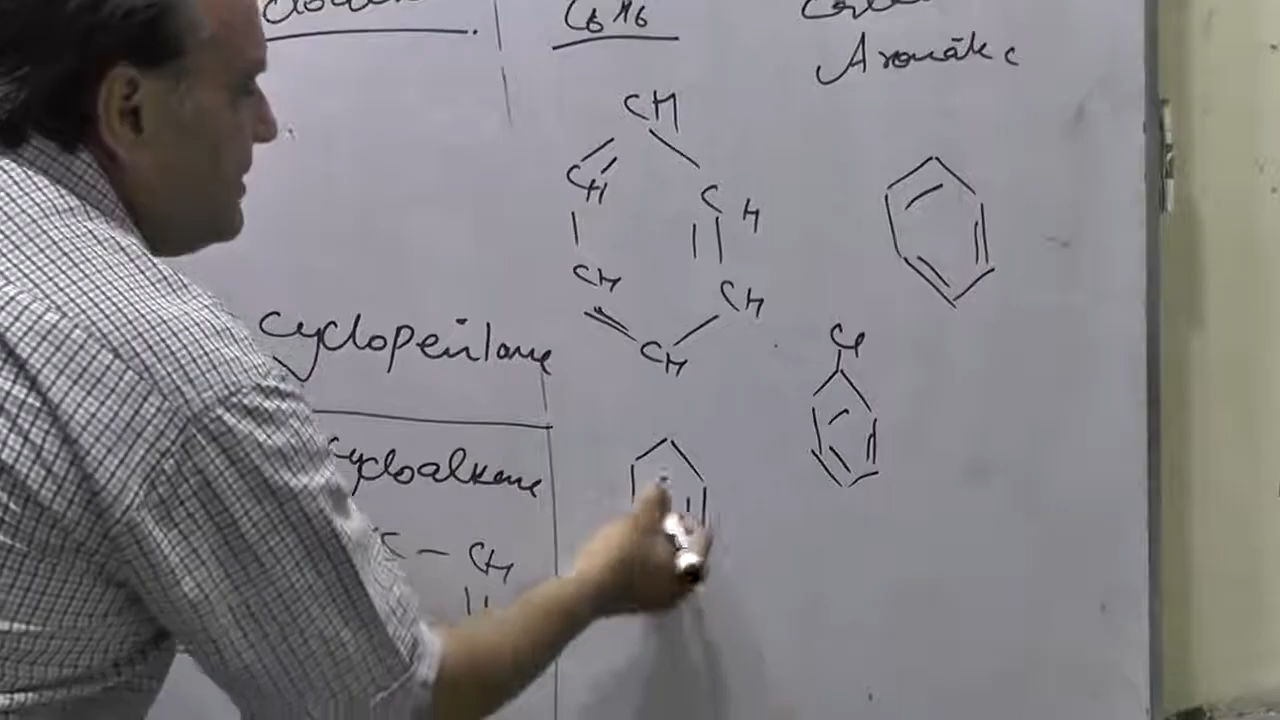 C6H6
Aromatic
CH
CH
CH
CH
CH
CH
Cl
cyclopentane
cycloalkene
C — CH